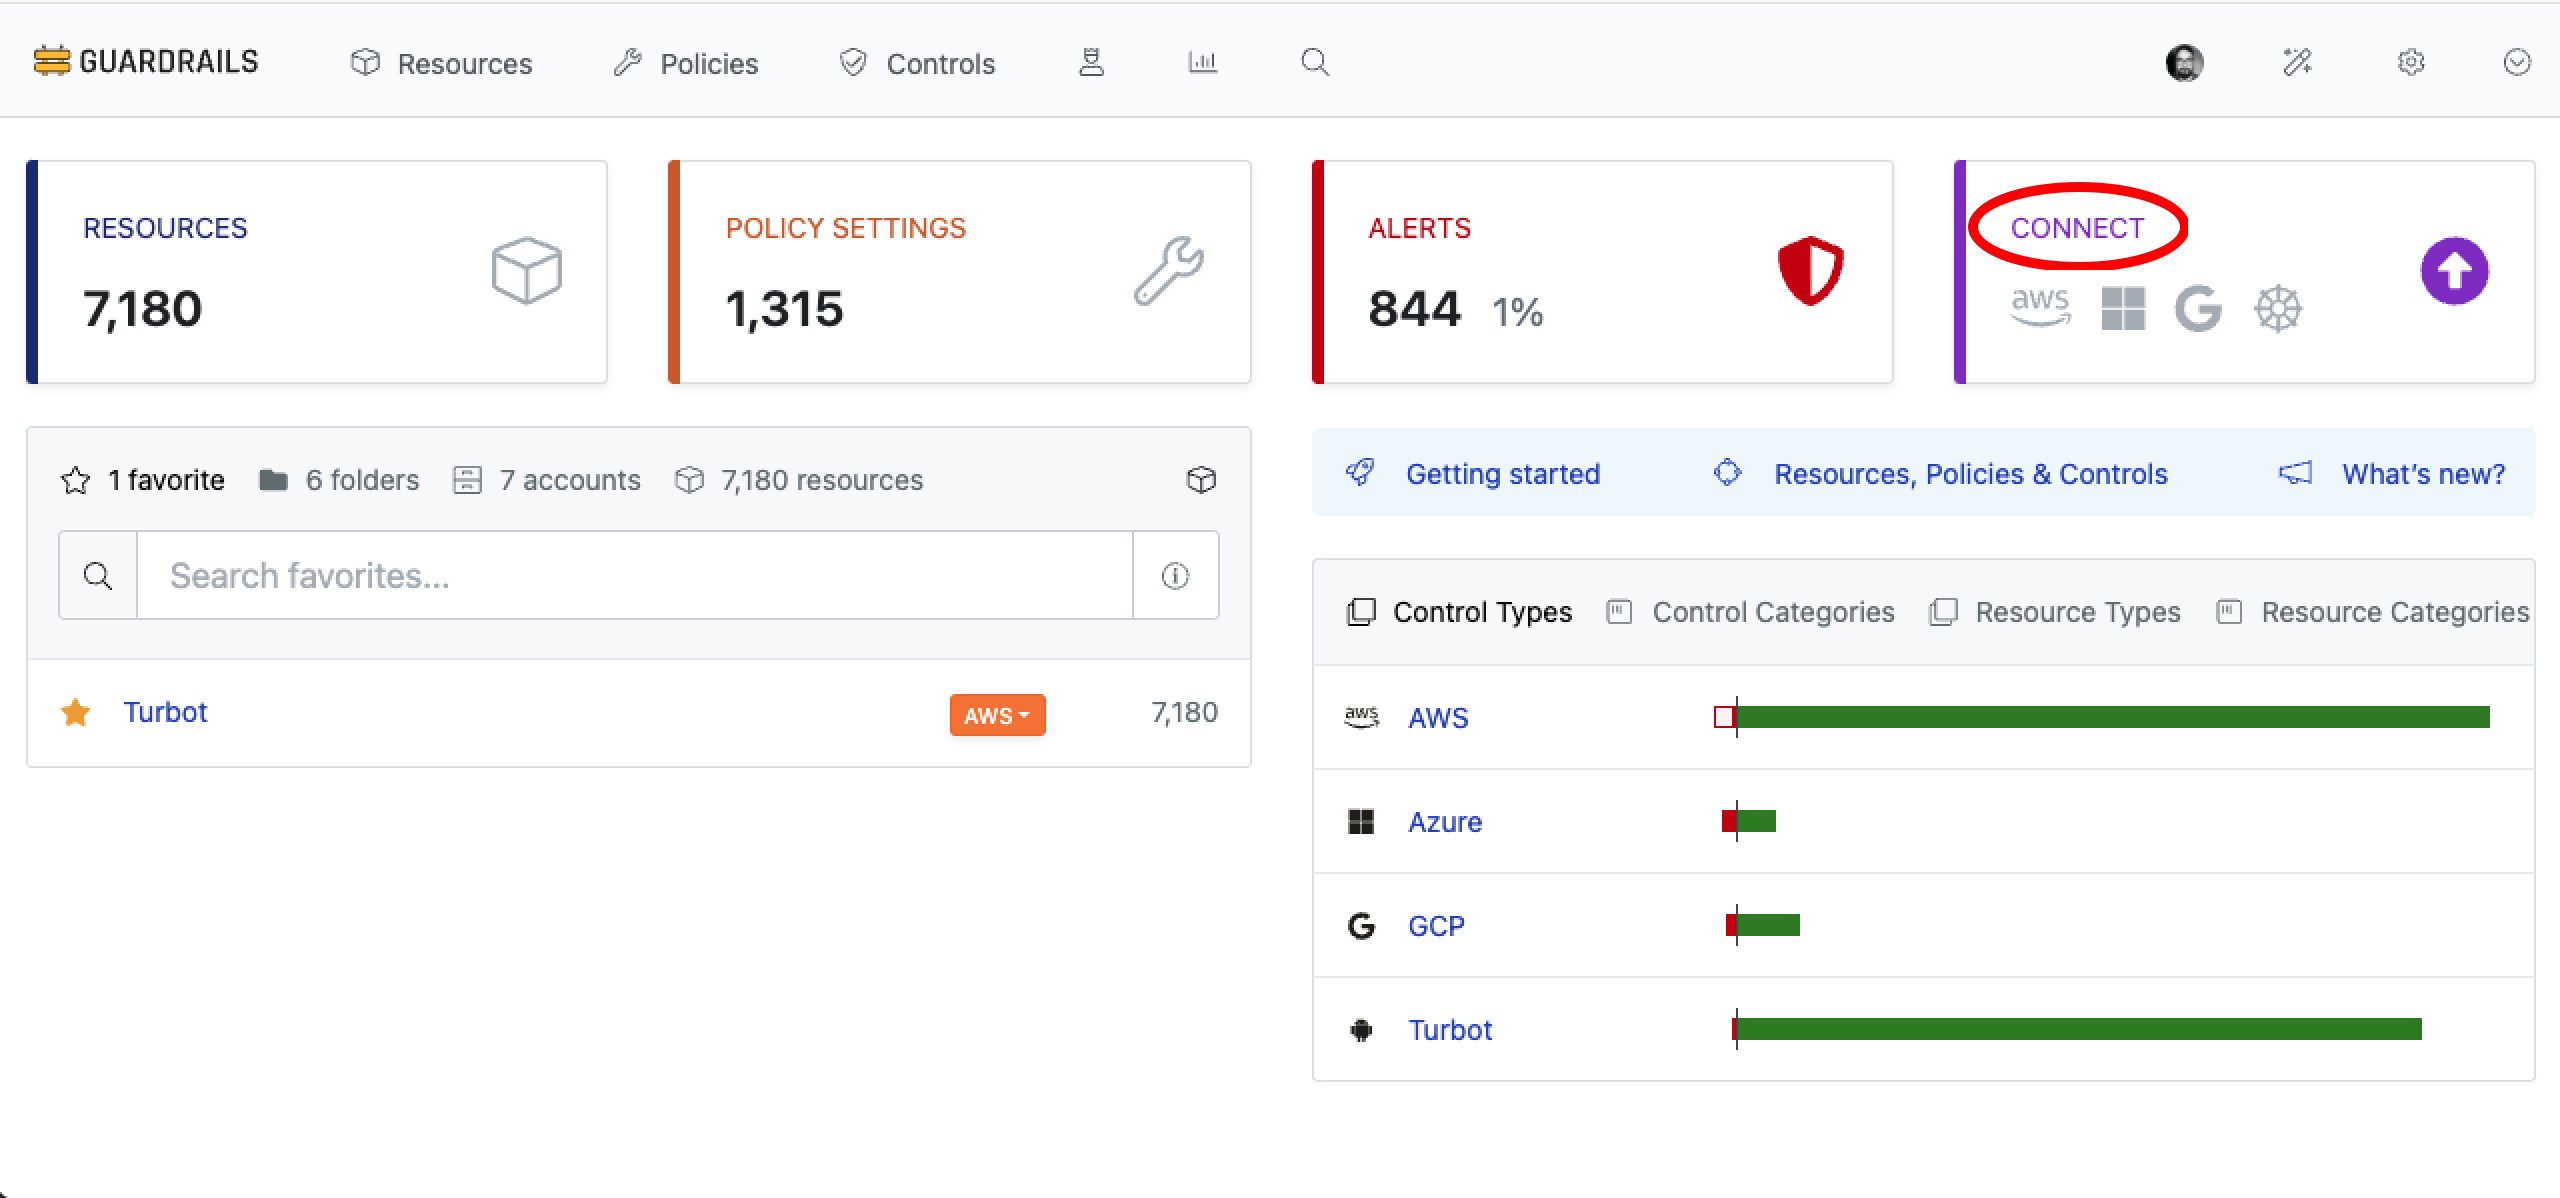 GUARDRAILS Resources Policies Controls
RESOURCES
7,180
POLICY SETTINGS
1,315
ALERTS
844 1%
CONNECT
aws
1 favorite 6 folders 7 accounts 7,180 resources
Search favorites...
Turbot AWS 7,180
Getting started Resources, Policies & Controls What's new?
Control Types Control Categories Resource Types Resource Categories
aws AWS
Azure
G GCP
Turbot